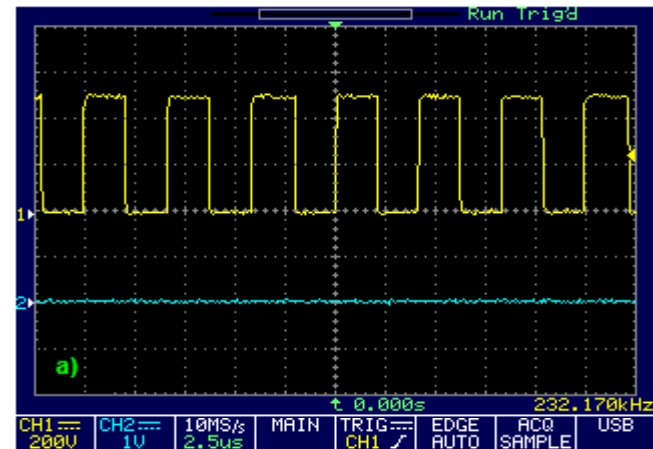 Run Trig'd
1
2
a)
0.000s 232.170kHz
CH1 CH2 10MS/s MAIN TRIG EDGE ACQ USB
200V 1V 2.5us CH1 AUTO SAMPLE